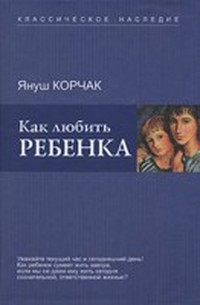 КЛАССИЧЕСКОЕ НАСЛЕДИЕ
Януш КОРЧАК
Как любить
РЕБЕНКА
Уважайте текущий час и сегодняшний день!
Как ребенок сумеет жить завтра,
если мы не даем ему жить сегодня
сознательной, ответственной жизнью?